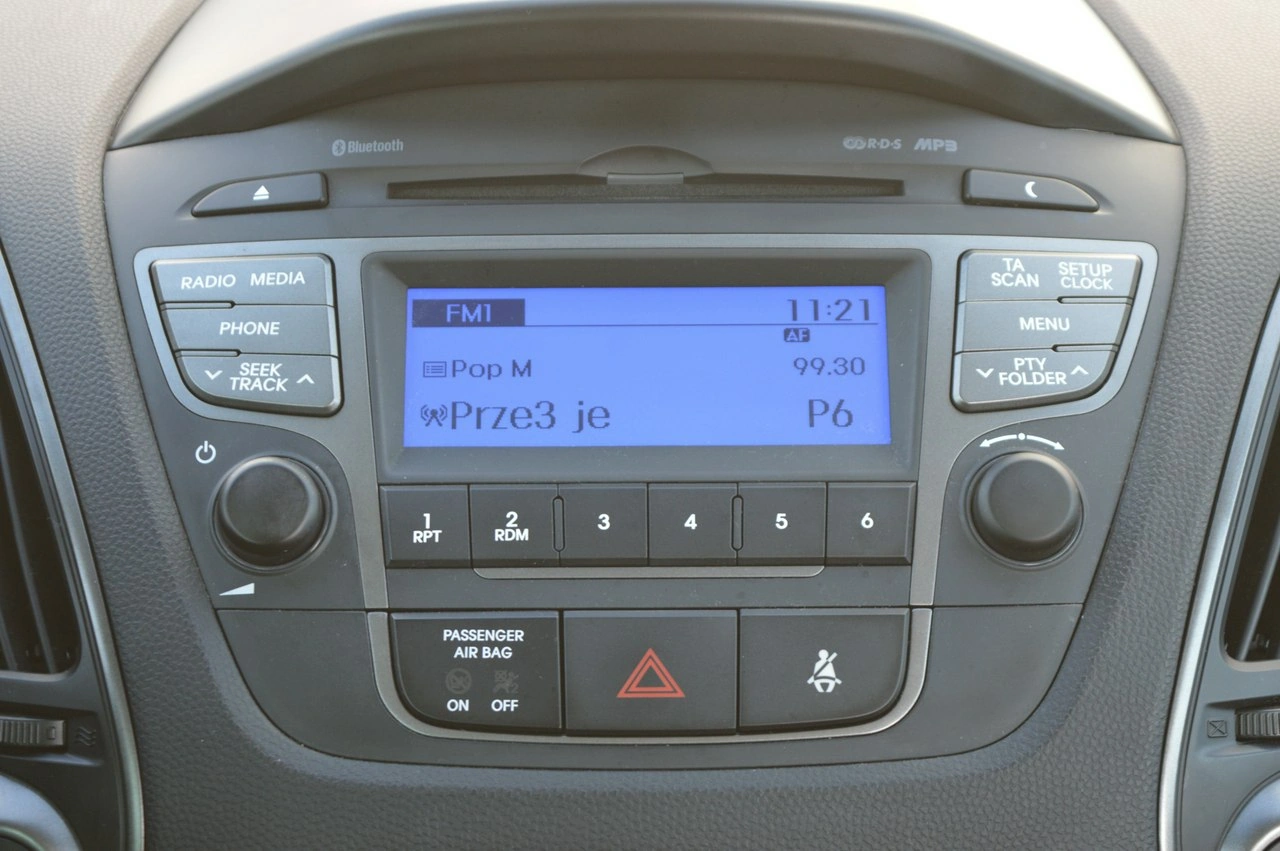 Bluetooth
R·D·S MP3
RADIO MEDIA
PHONE
SEEK
TRACK
FM1 11:21
AF
Pop M 99.30
Prze3 je P6
TA
SCAN
SETUP
CLOCK
MENU
PTY
FOLDER
1
RPT
2
RDM
3
4
5
6
PASSENGER
AIR BAG
ON OFF